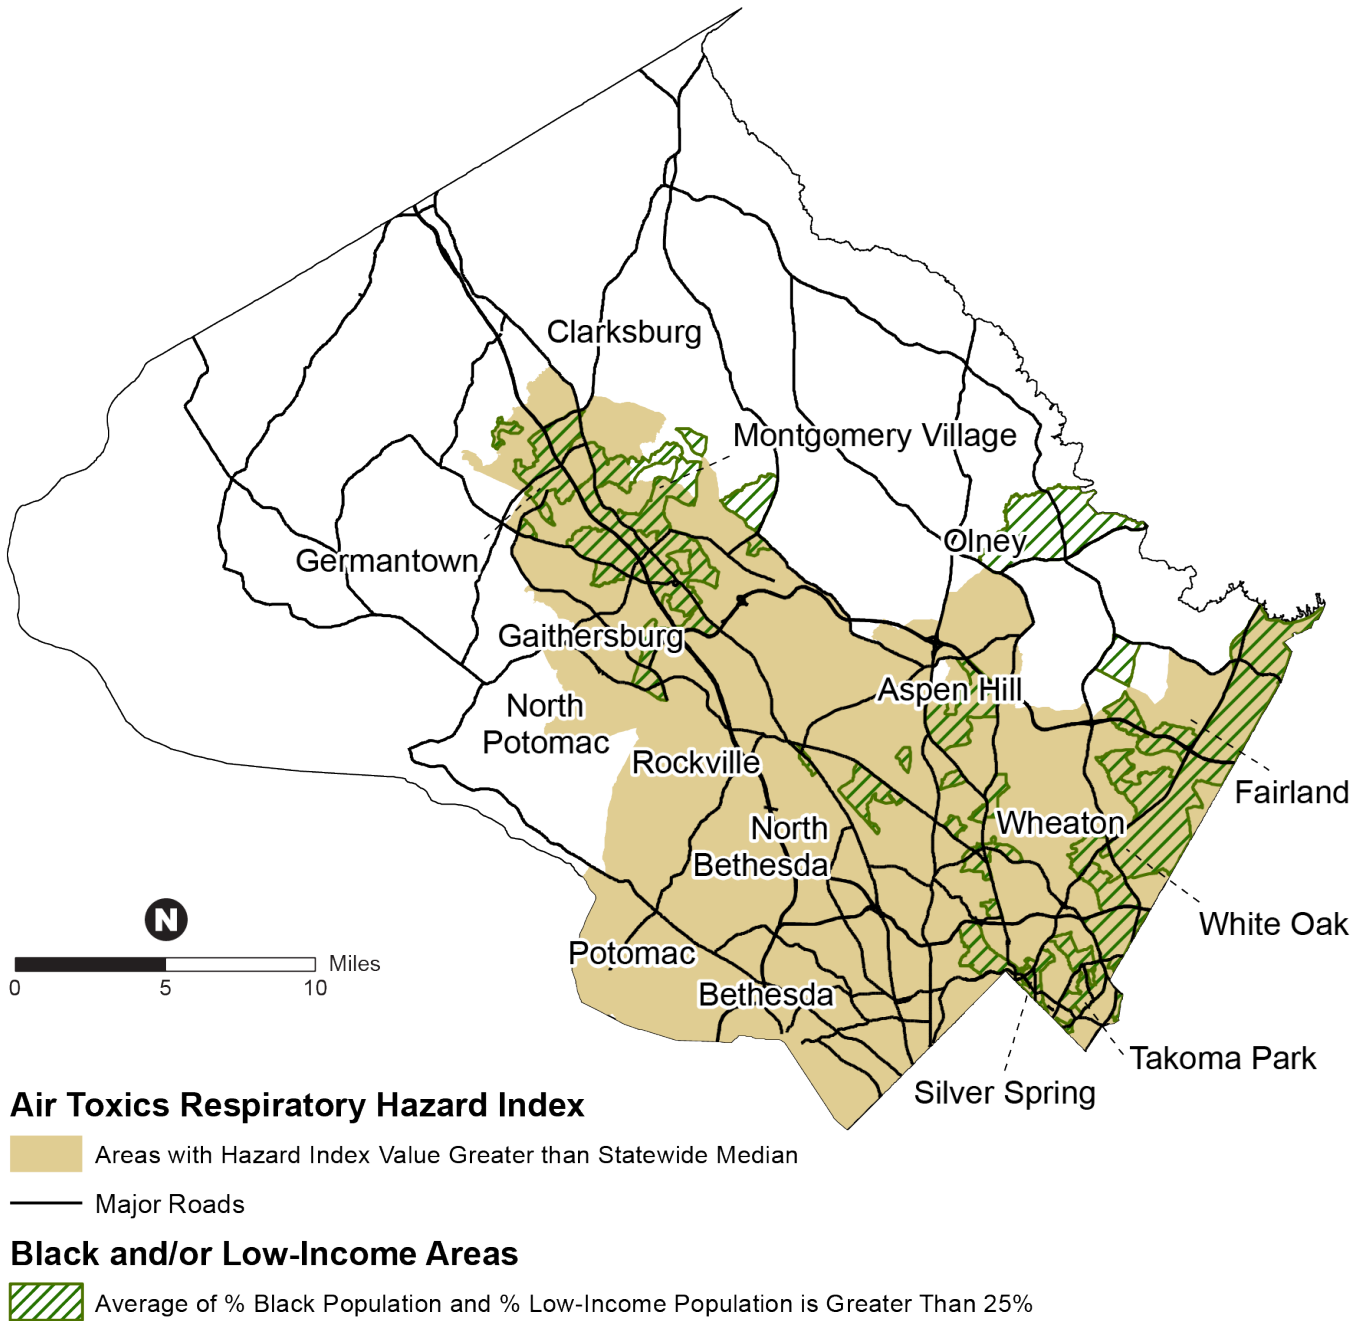 Clarksburg
Montgomery Village
Olney
Germantown
Gaithersburg
Aspen Hill
North
Potomac
Rockville
Fairland
North
Bethesda
Wheaton
N
White Oak
Potomac
Miles
0 5 10
Bethesda
Takoma Park
Silver Spring
Air Toxics Respiratory Hazard Index
Areas with Hazard Index Value Greater than Statewide Median
Major Roads
Black and/or Low-Income Areas
Average of % Black Population and % Low-Income Population is Greater Than 25%